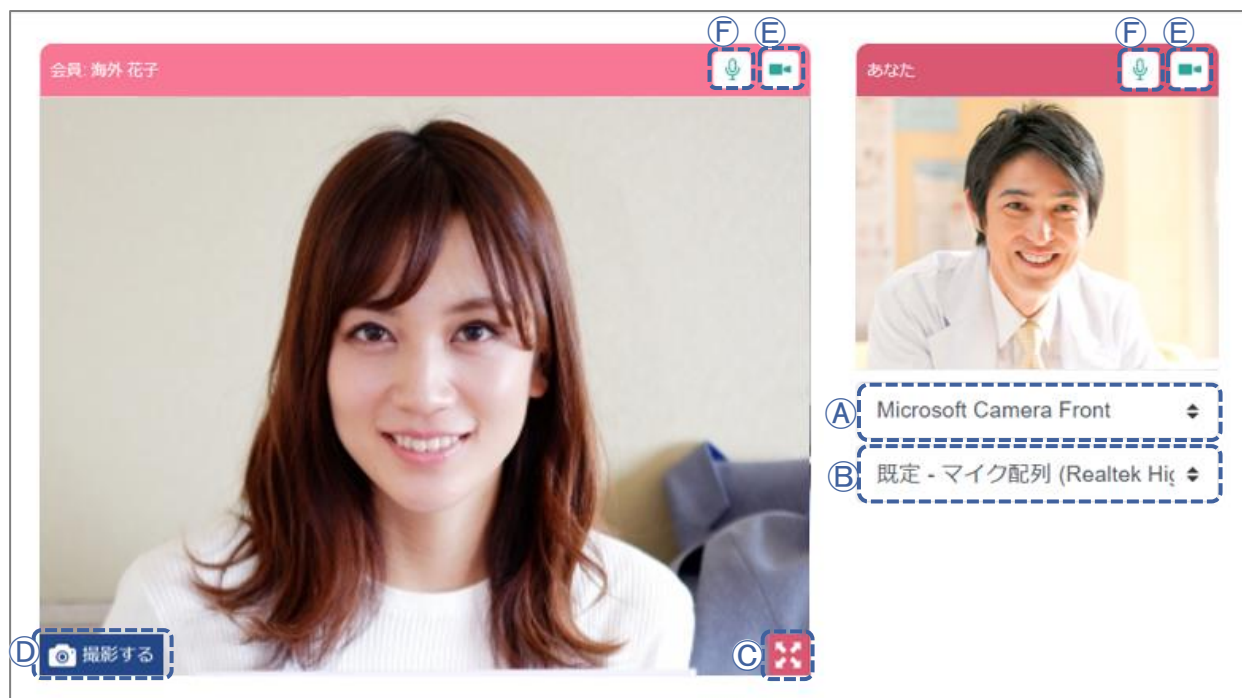 Ⓕ Ⓔ
会員: 海外 花子
Ⓕ Ⓔ
あなた
Ⓐ Microsoft Camera Front
Ⓑ 既定 - マイク配列 (Realtek Hig
Ⓓ 撮影する
Ⓒ